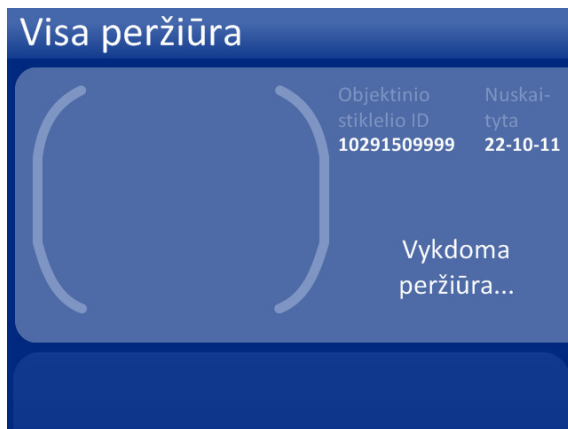 Visa peržiūra
Objektinio
stiklelio ID
10291509999
Nuskai-
tyta
22-10-11
Vykdoma
peržiūra...